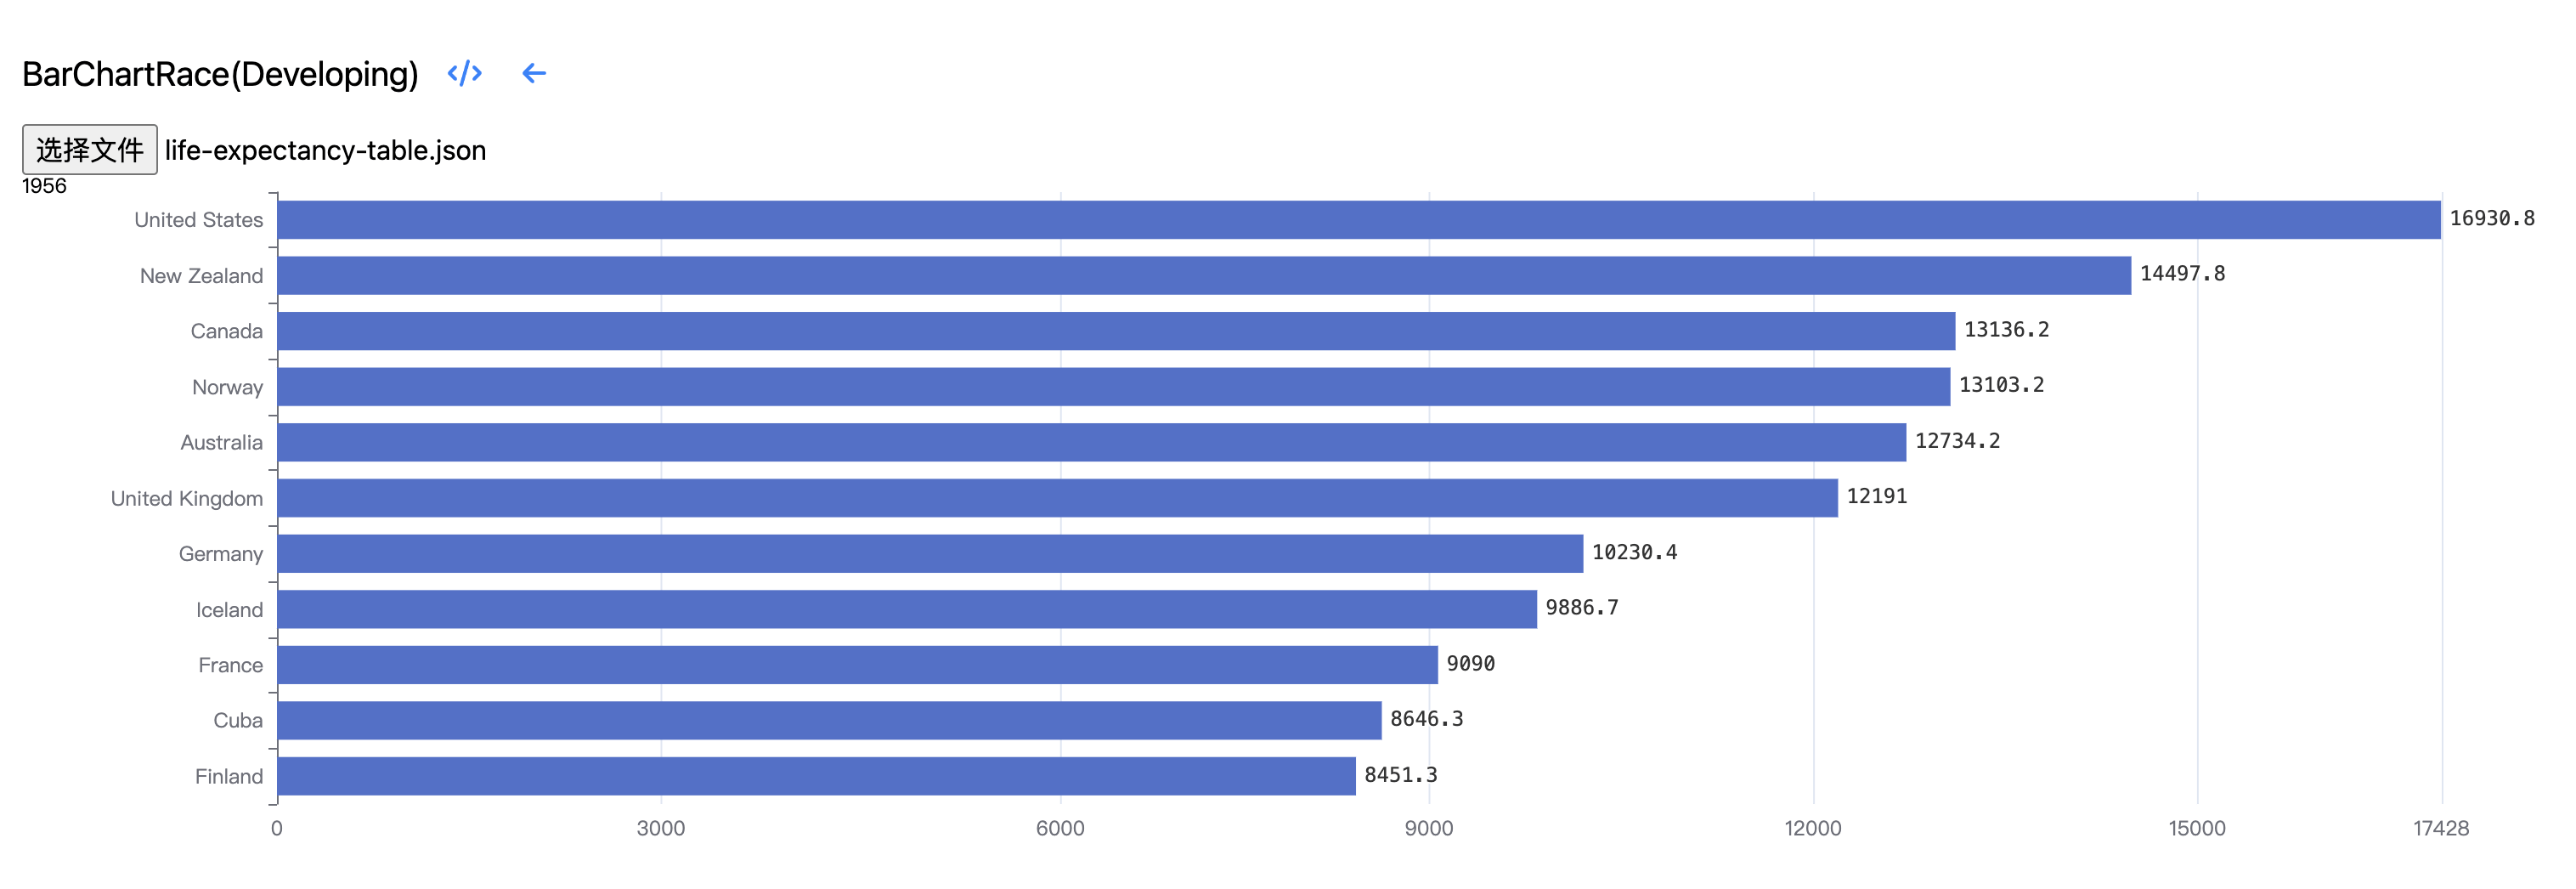 BarChartRace(Developing) </> ←
选择文件 life-expectancy-table.json
1956
United States 16930.8
New Zealand 14497.8
Canada 13136.2
Norway 13103.2
Australia 12734.2
United Kingdom 12191
Germany 10230.4
Iceland 9886.7
France 9090
Cuba 8646.3
Finland 8451.3
0 3000 6000 9000 12000 15000 17428